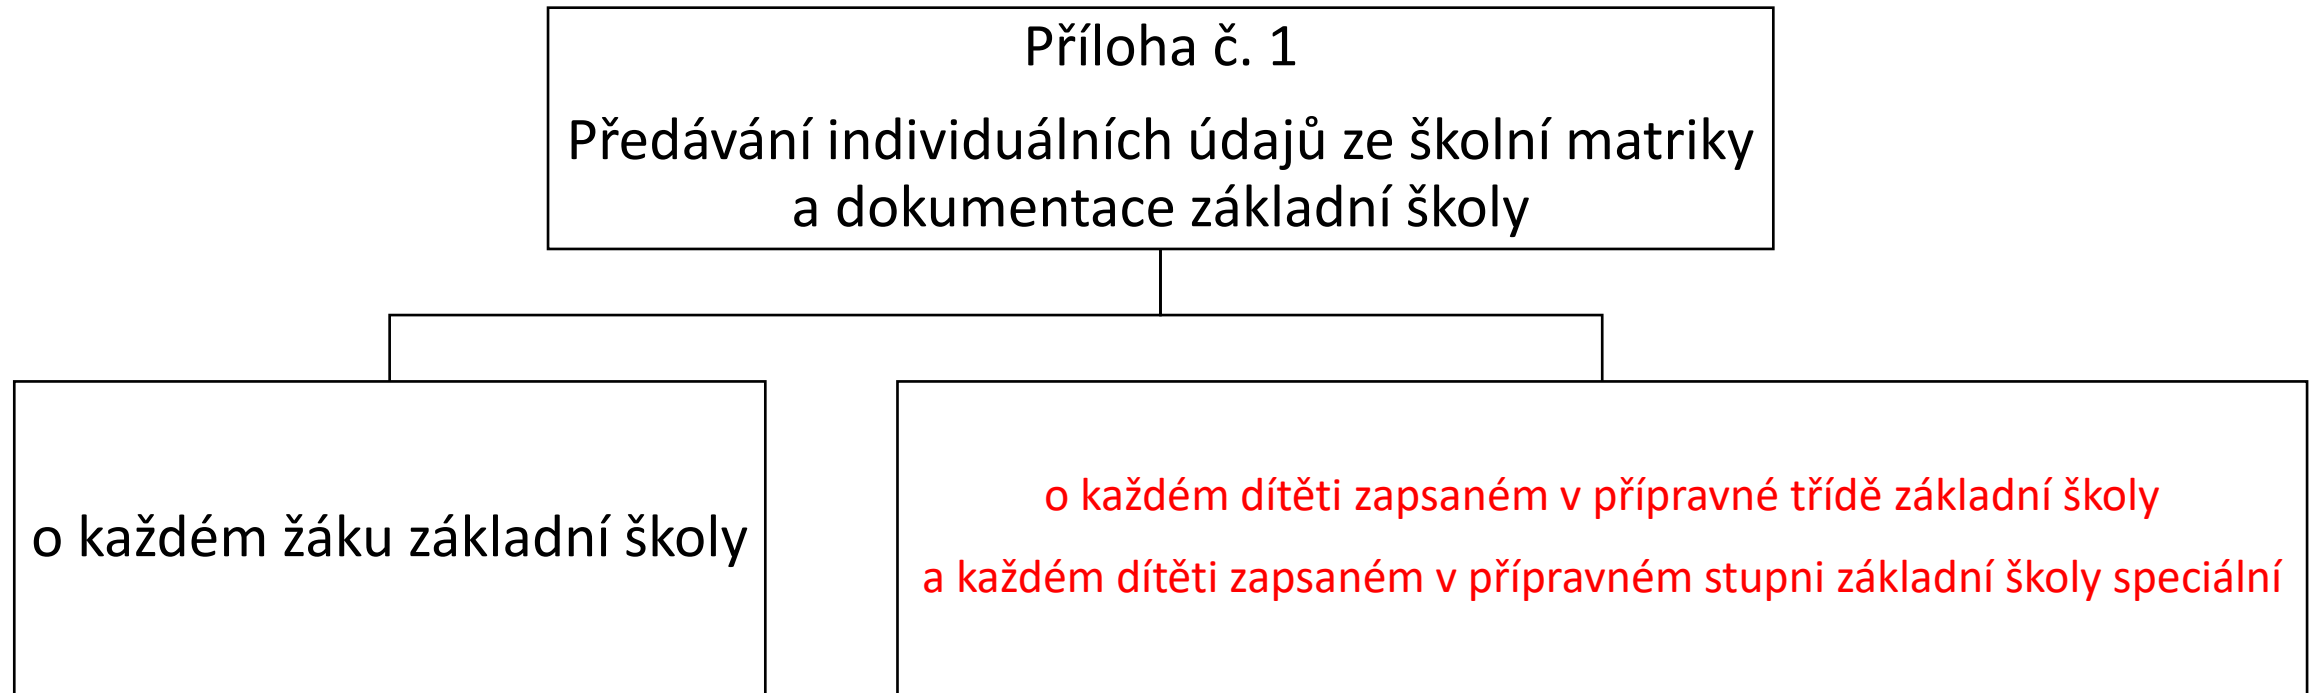 Příloha č. 1
Předávání individuálních údajů ze školní matriky
a dokumentace základní školy
o každém žáku základní školy
o každém dítěti zapsaném v přípravné třídě základní školy
a každém dítěti zapsaném v přípravném stupni základní školy speciální